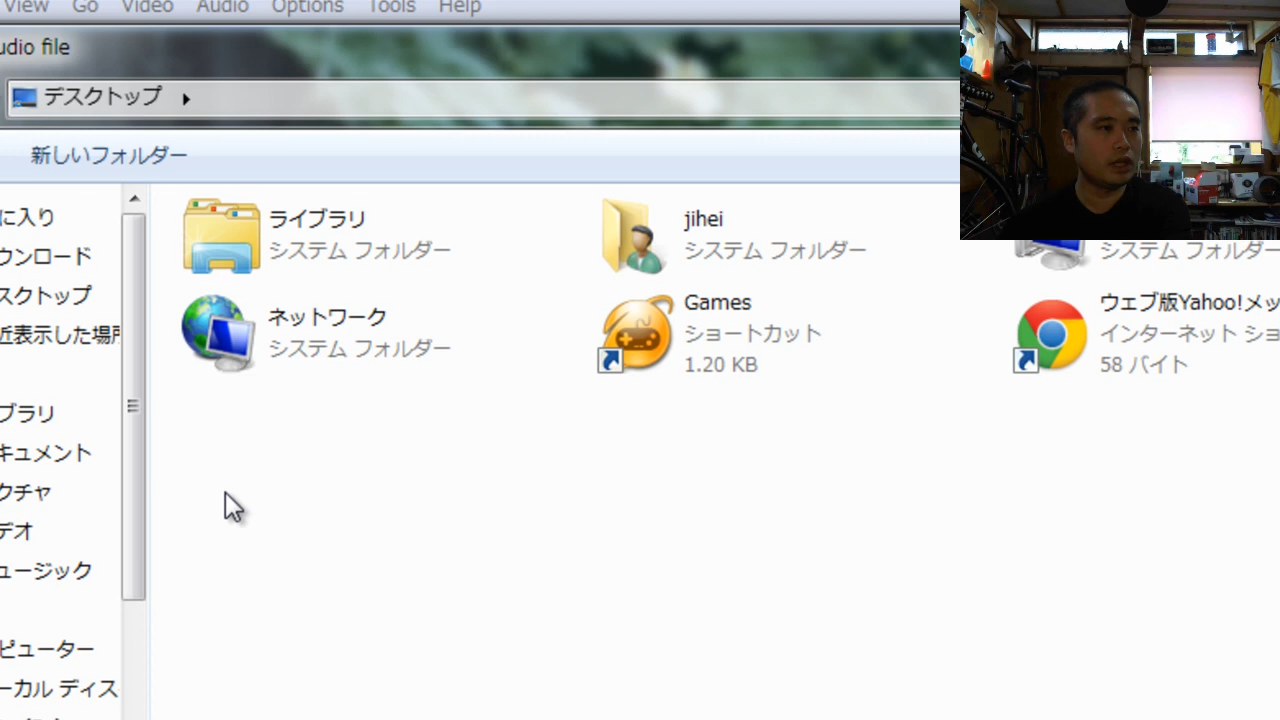 View Go Video Audio Options Tools Help
udio file
デスクトップ
新しいフォルダー
に入り
ウンロード
スクトップ
近表示した場所
ブラリ
キュメント
クチャ
デオ
ュージック
ピューター
ーカル ディス
ライブラリ
システム フォルダー
jihei
システム フォルダー
システム フォルダー
ネットワーク
システム フォルダー
Games
ショートカット
1.20 KB
ウェブ版Yahoo!メッ
インターネット ショ
58 バイト